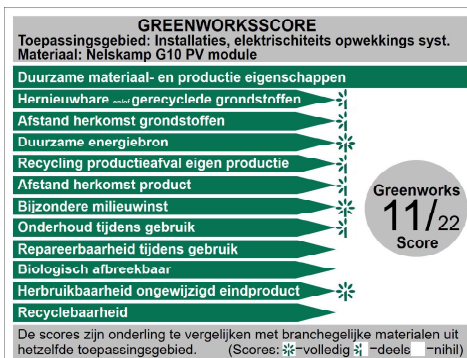 GREENWORKSSCORE
Toepassingsgebied: Installaties, elektrischiteits opwekkings syst.
Materiaal: Nelskamp G10 PV module
Duurzame materiaal- en productie eigenschappen
Hernieuwbare gerecyclede grondstoffen
Afstand herkomst grondstoffen
Duurzame energiebron
Recycling productieafval eigen productie
Afstand herkomst product
Bijzondere milieuwinst
Onderhoud tijdens gebruik
Repareerbaarheid tijdens gebruik
Biologisch afbreekbaar
Herbruikbaarheid ongewijzigd eindproduct
Recyclebaarheid
Greenworks
11/22
Score
De scores zijn onderling te vergelijken met branchegelijke materialen uit
hetzelfde toepassingsgebied. (Scores: =volledig =deels =nihil)